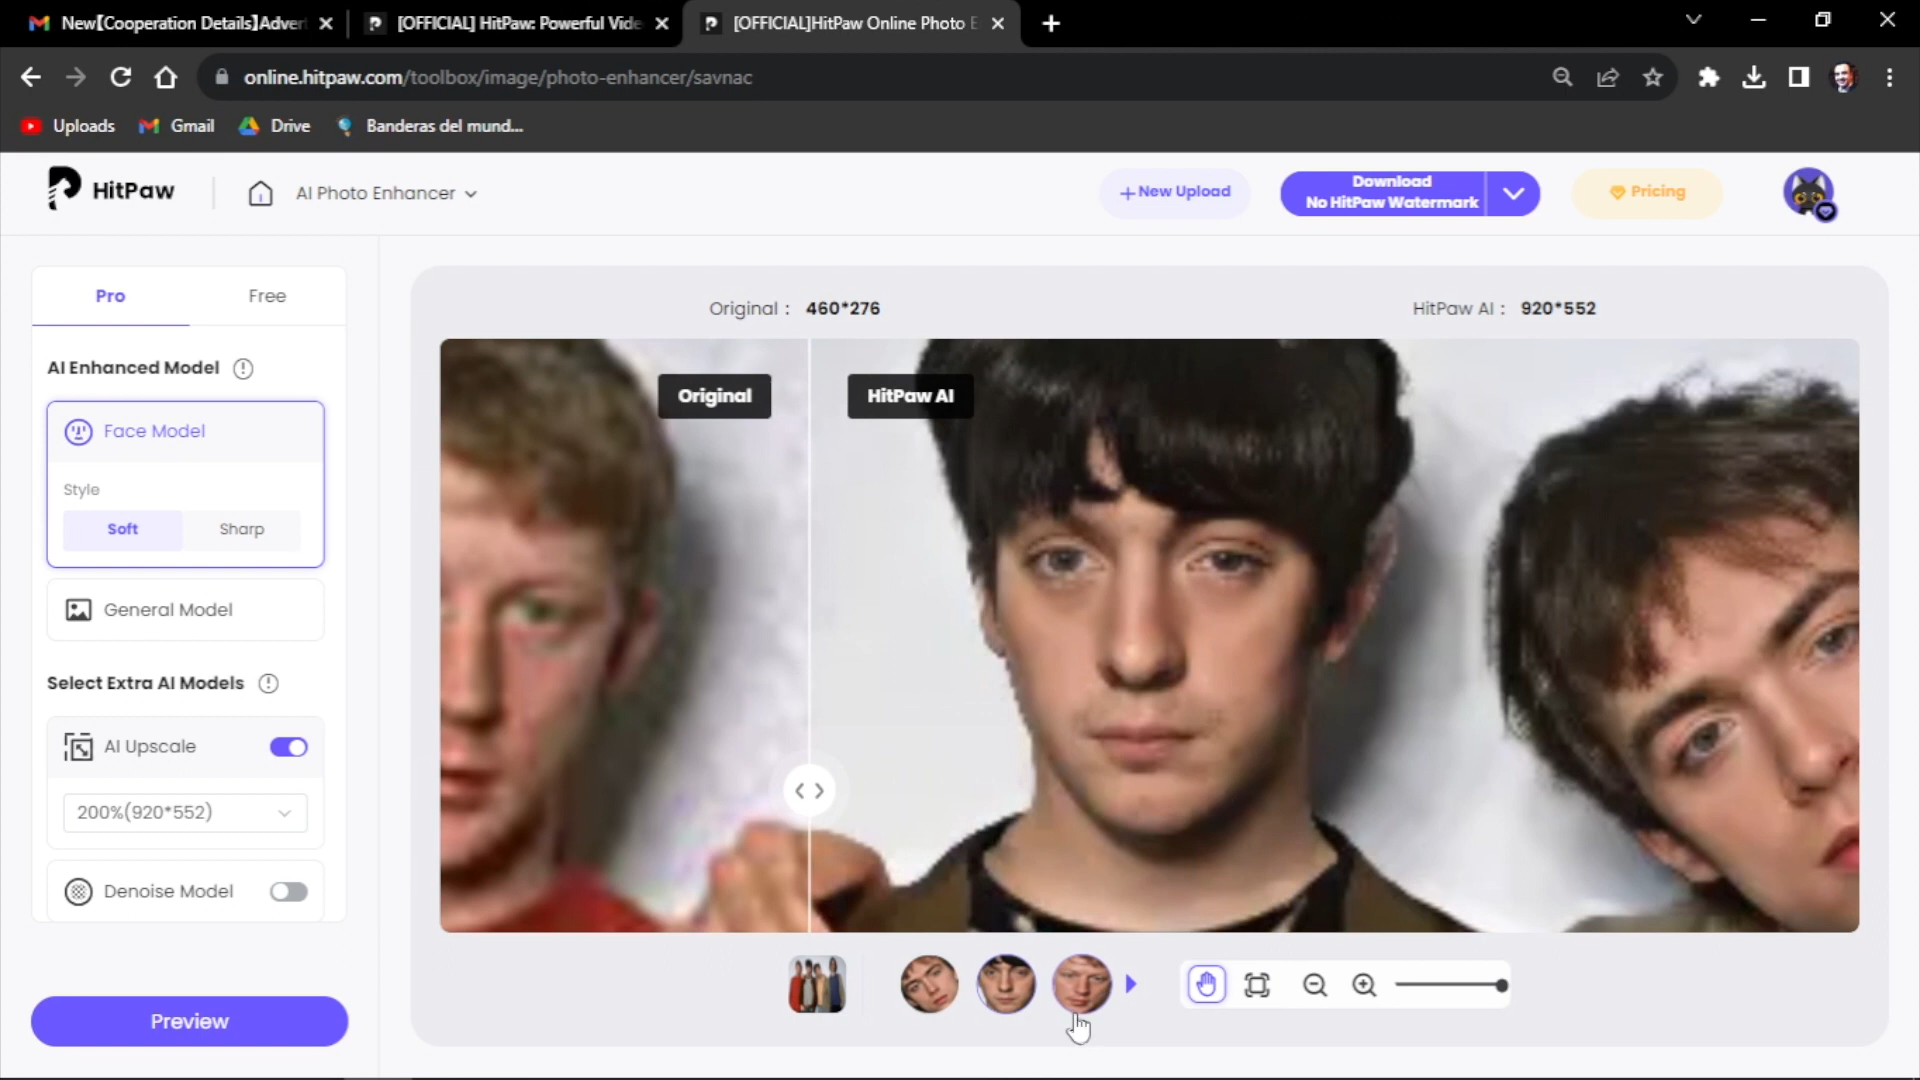 New【Cooperation Details】Adver
[OFFICIAL] HitPaw: Powerful Vide
[OFFICIAL]HitPaw Online Photo E
online.hitpaw.com/toolbox/image/photo-enhancer/savnac
Uploads
Gmail
Drive
Banderas del mund...
HitPaw
AI Photo Enhancer
+New Upload
Download
No HitPaw Watermark
Pricing
Pro
Free
Original : 460*276
HitPaw AI : 920*552
AI Enhanced Model
Face Model
Style
Soft
Sharp
General Model
Select Extra AI Models
AI Upscale
200%(920*552)
Denoise Model
Preview
Original
HitPaw AI